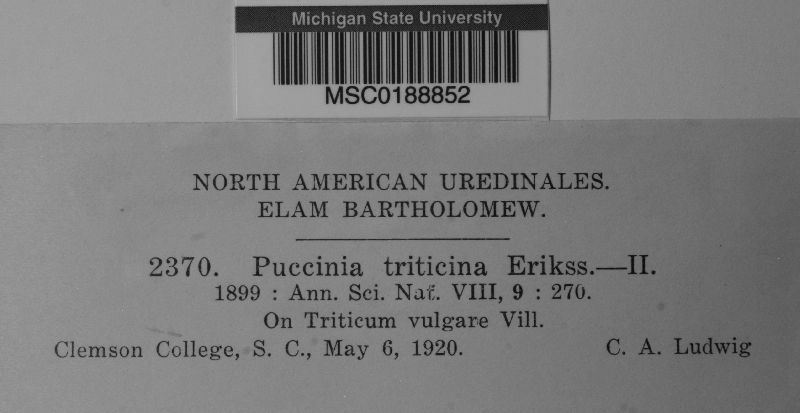 Michigan State University
MSC0188852
NORTH AMERICAN UREDINALES.
ELAM BARTHOLOMEW.
2370. Puccinia triticina Erikss.—II.
1899 : Ann. Sci. Nat. VIII, 9 : 270.
On Triticum vulgare Vill.
Clemson College, S. C., May 6, 1920. C. A. Ludwig